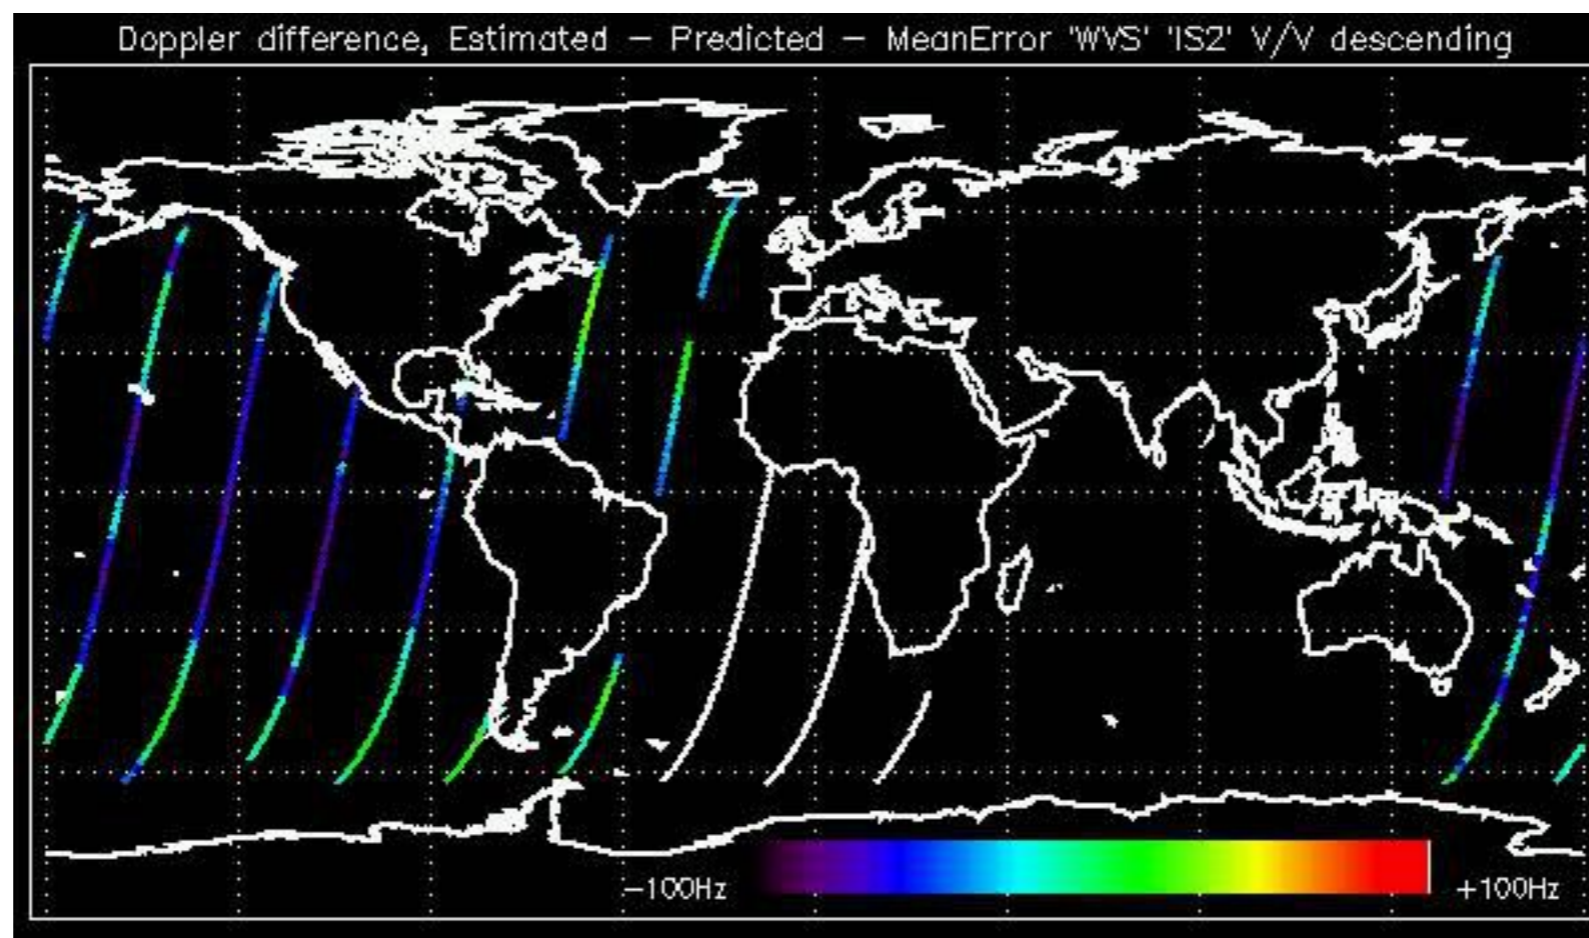 Doppler difference, Estimated - Predicted - MeanError 'WVS' 'IS2' V/V descending
-100Hz +100Hz